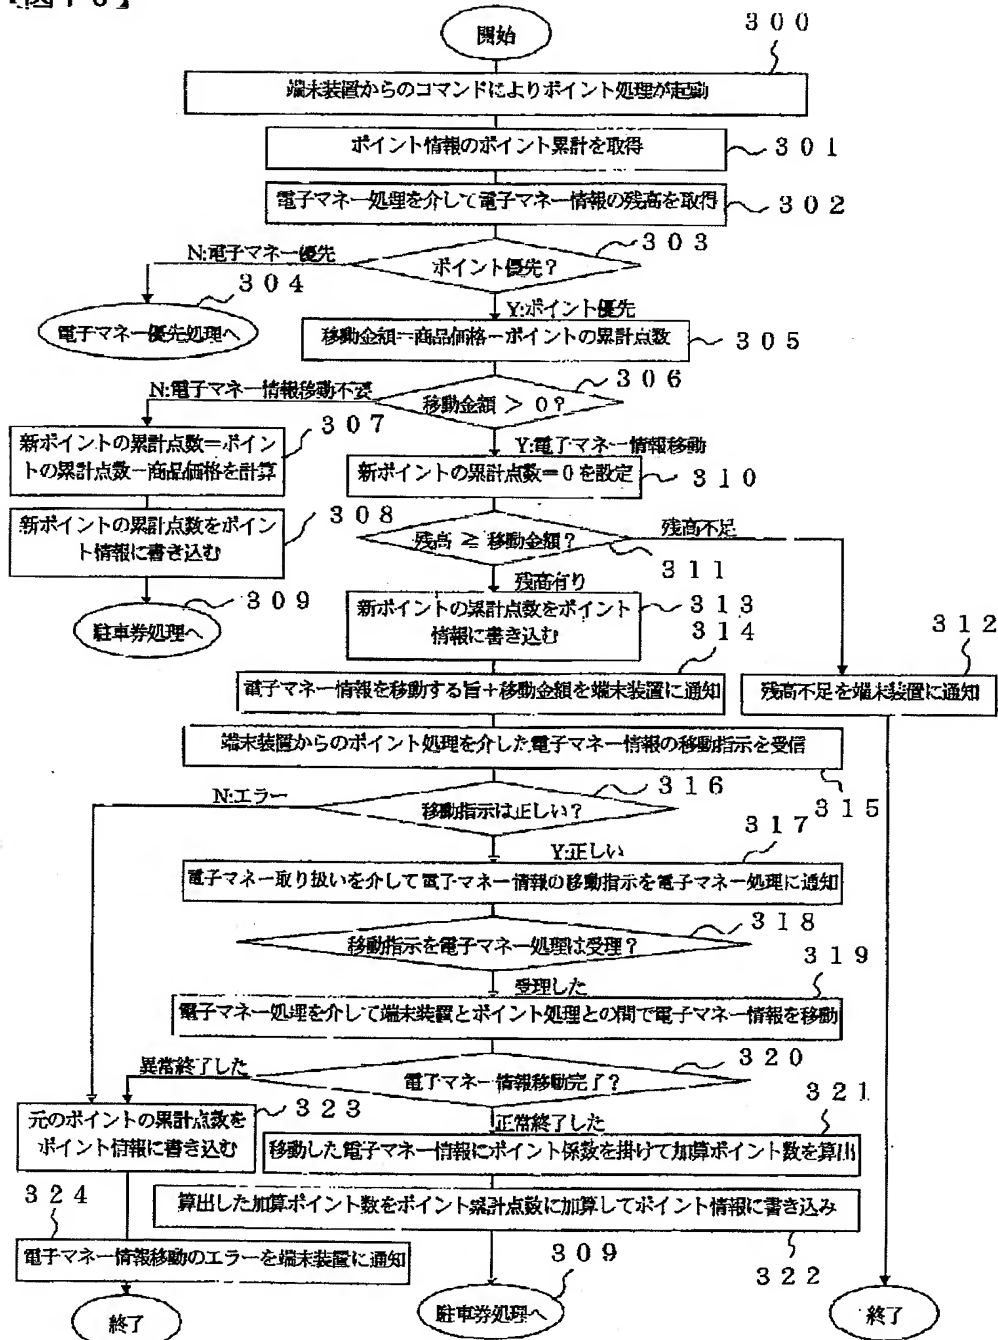 開始
300
端末装置からのコマンドによりポイント処理が起動
ポイント情報のポイント累計を取得
301
電子マネー処理を介して電子マネー情報の残高を取得
302
303
N:電子マネー優先
ポイント優先?
304
Y:ポイント優先
電子マネー優先処理へ
移動金額=商品価格-ポイントの累計点数
305
306
N:電子マネー情報移動不要
移動金額 > 0?
307
Y:電子マネー情報移動
新ポイントの累計点数=ポイン
トの累計点数-商品価格を計算
新ポイントの累計点数=0を設定
310
308
新ポイントの累計点数をポイン
ト情報に書き込む
残高 ≧ 移動金額?
残高不足
311
残高有り
309
駐車券処理へ
新ポイントの累計点数をポイント
情報に書き込む
313
314
312
電子マネー情報を移動する旨+移動金額を端末装置に通知
残高不足を端末装置に通知
端末装置からのポイント処理を介した電子マネー情報の移動指示を受信
315
316
N:エラー
移動指示は正しい?
317
Y:正しい
電子マネー取り扱いを介して電子マネー情報の移動指示を電子マネー処理に通知
318
移動指示を電子マネー処理は受理?
319
受理した
電子マネー処理を介して端末装置とポイント処理との間で電子マネー情報を移動
320
異常終了した
電子マネー情報移動完了?
321
323
正常終了した
元のポイントの累計点数を
ポイント情報に書き込む
移動した電子マネー情報にポイント係数を掛けて加算ポイント数を算出
324
算出した加算ポイント数をポイント累計点数に加算してポイント情報に書き込み
322
電子マネー情報移動のエラーを端末装置に通知
309
終了
駐車券処理へ
終了